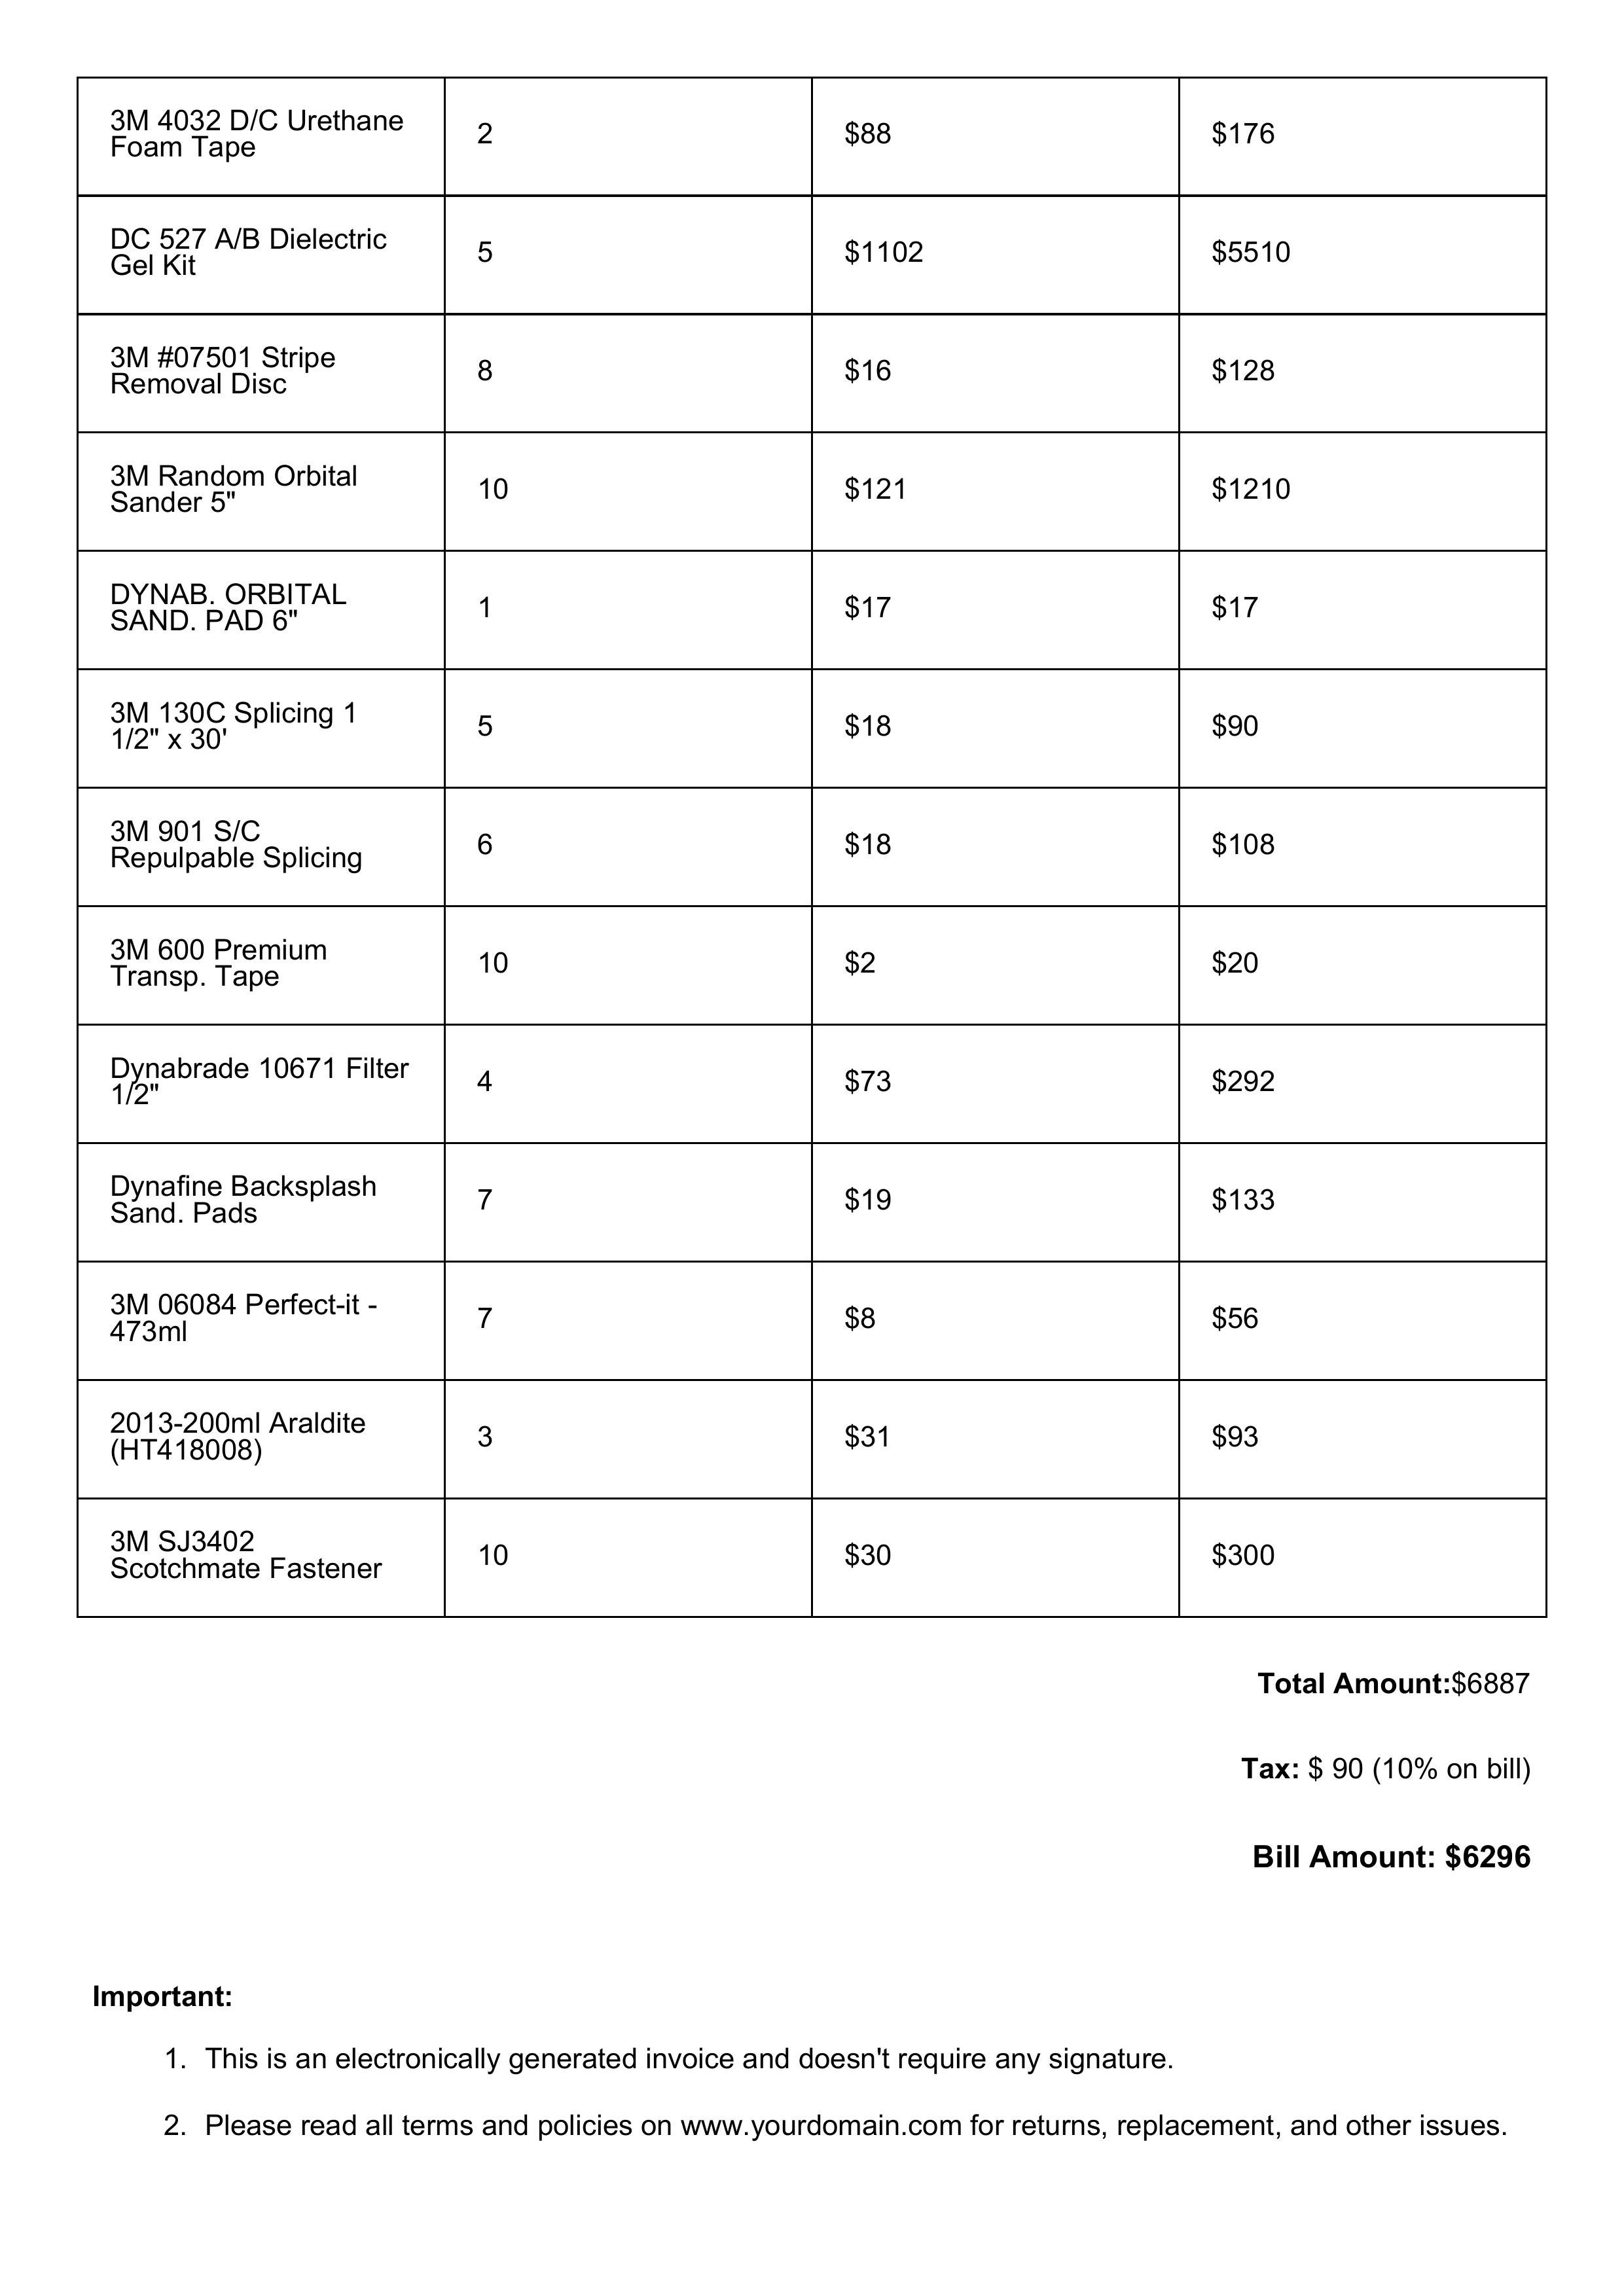 3M 4032 D/C Urethane
Foam Tape
2
$88
$176
DC 527 A/B Dielectric
Gel Kit
5
$1102
$5510
3M #07501 Stripe
Removal Disc
8
$16
$128
3M Random Orbital
Sander 5"
10
$121
$1210
DYNAB. ORBITAL
SAND. PAD 6"
1
$17
$17
3M 130C Splicing 1
1/2" x 30'
5
$18
$90
3M 901 S/C
Repulpable Splicing
6
$18
$108
3M 600 Premium
Transp. Tape
10
$2
$20
Dynabrade 10671 Filter
1/2"
4
$73
$292
Dynafine Backsplash
Sand. Pads
7
$19
$133
3M 06084 Perfect-it -
473ml
7
$8
$56
2013-200ml Araldite
(HT418008)
3
$31
$93
3M SJ3402
Scotchmate Fastener
10
$30
$300
Total Amount:$6887
Tax: $ 90 (10% on bill)
Bill Amount: $6296
Important:
1. This is an electronically generated invoice and doesn't require any signature.
2. Please read all terms and policies on www.yourdomain.com for returns, replacement, and other issues.